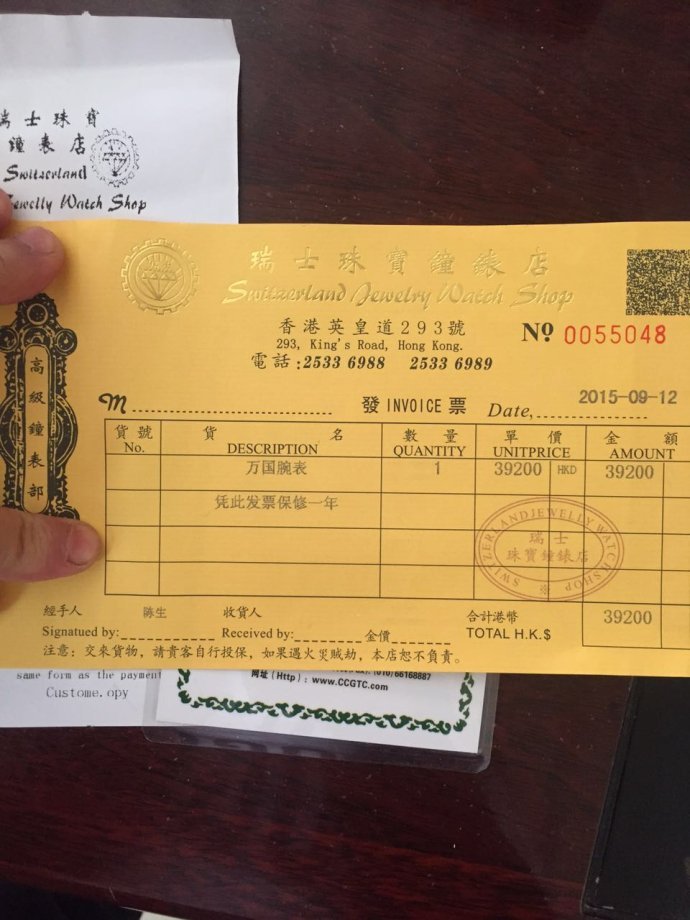 瑞士珠寶
鐘表店
Switzerland
Jewelly Watch Shop
瑞士珠寶鐘錶店
Switzerland Jewelry Watch Shop
香港英皇道293號
293, King's Road, Hong Kong.
電話:2533 6988 2533 6989
№ 0055048
高級鐘表部
M
發 INVOICE 票
Date, 2015-09-12
貨號 貨名 數量 單價 金額
No. DESCRIPTION QUANTITY UNITPRICE AMOUNT
万国腕表 1 39200 HKD 39200
凭此发票保修一年
SWITZERLANDJEWELLYWATCHSHOP
瑞士
珠寶鐘錶店
經手人 陈生 收貨人 合計港幣 39200
Signatued by: Received by: 金價 TOTAL H.K.$
注意：交來貨物，請貴客自行投保，如果遇火災賊劫，本店恕不負責。
same form as the payment
Custome.opy
(010)66168887
网址（Http）：www.CCGTC.com